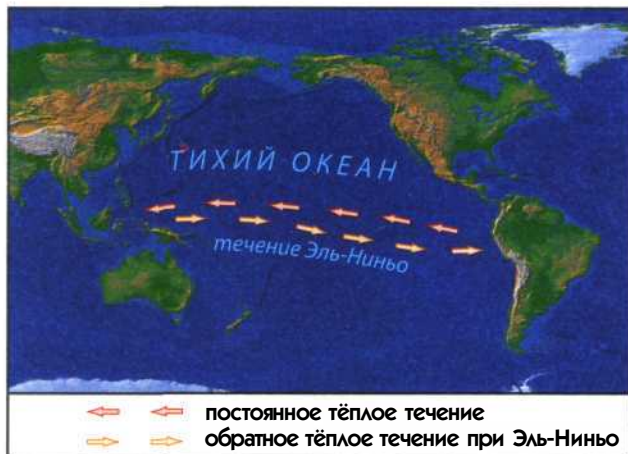 ТИХИЙ ОКЕАН
течение Эль-Ниньо
постоянное тёплое течение
обратное тёплое течение при Эль-Ниньо